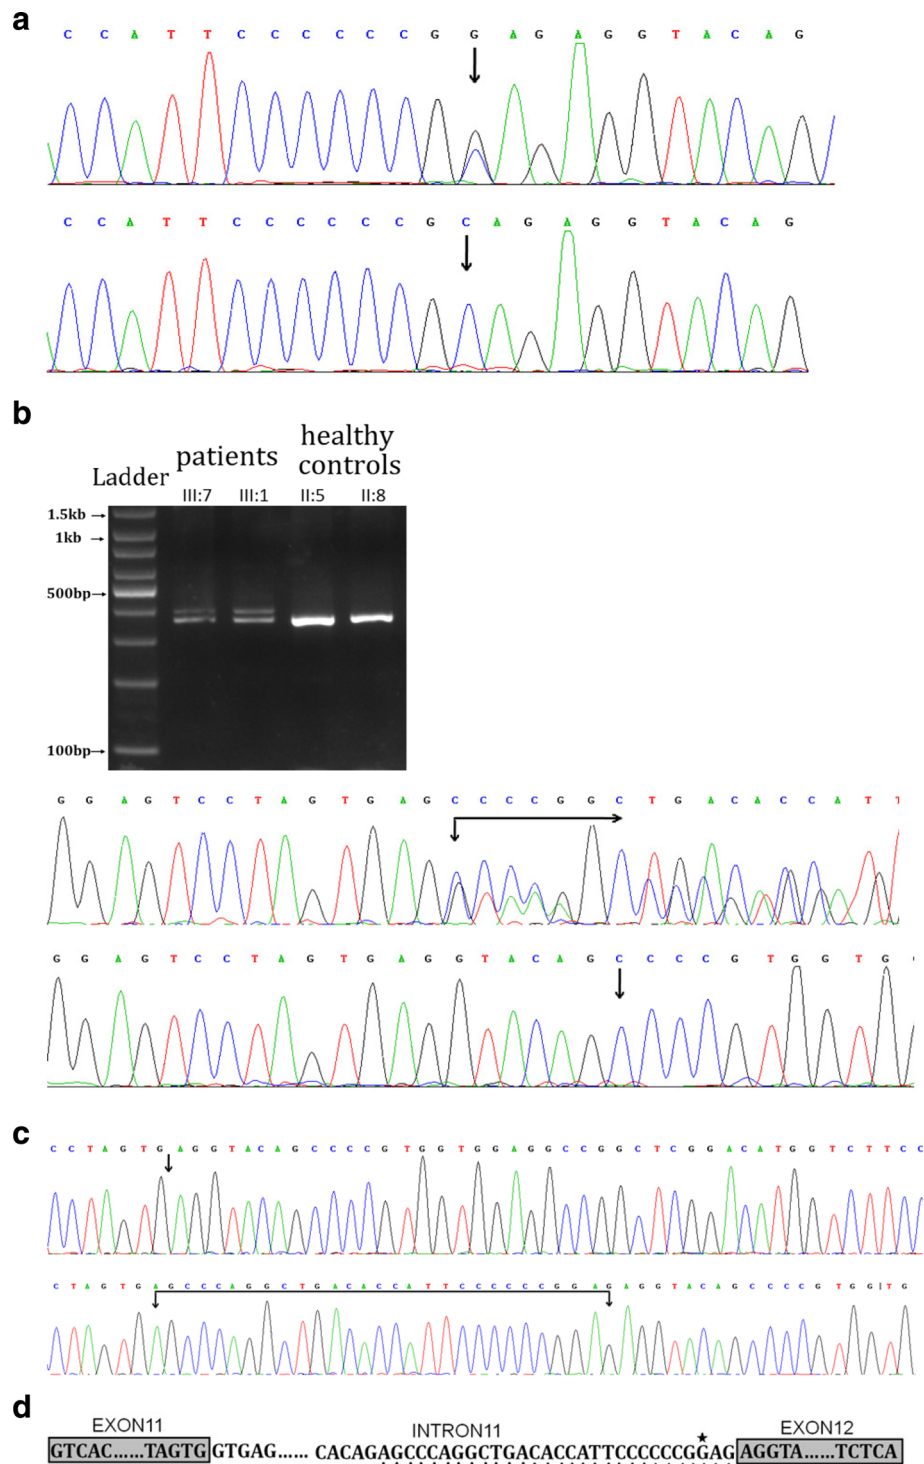 a
C C A T T C C C C C C G G A G A G G T A C A G
C C A T T C C C C C C G C A G A G G T A C A G
b
Ladder patients healthy controls
III:7 III:1 II:5 II:8
1.5kb
1kb
500bp
100bp
G G A G T C C T A G T G A G C C C C G G C T G A C A C C A T T
G G A G T C C T A G T G A G G T A C A G C C C C G T G G T G
c
C C T A G T G A G G T A C A G C C C C G T G G T G G A G G C C G G C T C G G A C A T G G T C T T C C
C T A G T G A G C C C A G G C T G A C A C C A T T C C C C C C G G A G A G G T A C A G C C C C G T G G T G
d
EXON11 INTRON11 ★ EXON12
GTCAC......TAGTG GTGAG...... CACAGAGCCCAGGCTGACACCATTCCCCCCGGAG AGGTA......TCTCA